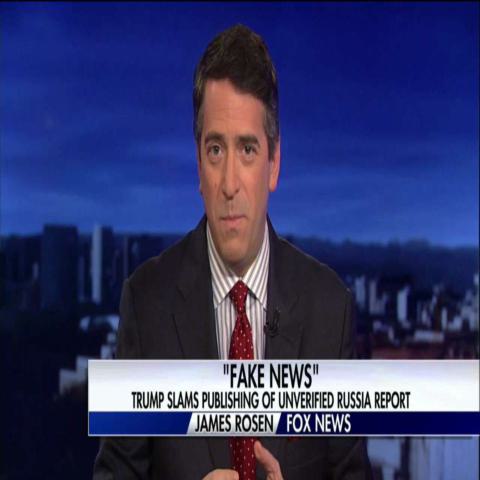 "FAKE NEWS"
TRUMP SLAMS PUBLISHING OF UNVERIFIED RUSSIA REPORT
JAMES ROSEN FOX NEWS